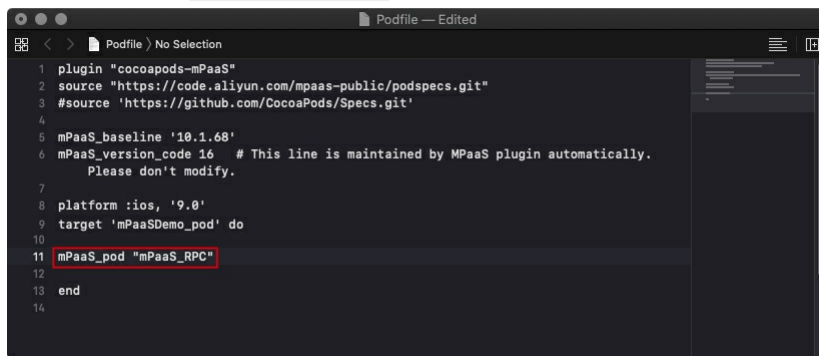 Podfile — Edited
Podfile 〉 No Selection
1 plugin "cocoapods-mPaaS"
2 source "https://code.aliyun.com/mpaas-public/podspecs.git"
3 #source 'https://github.com/CocoaPods/Specs.git'
4
5 mPaaS_baseline '10.1.68'
6 mPaaS_version_code 16   # This line is maintained by MPaaS plugin automatically.
Please don't modify.
7
8 platform :ios, '9.0'
9 target 'mPaaSDemo_pod' do
10
11 mPaaS_pod "mPaaS_RPC"
12
13 end
14